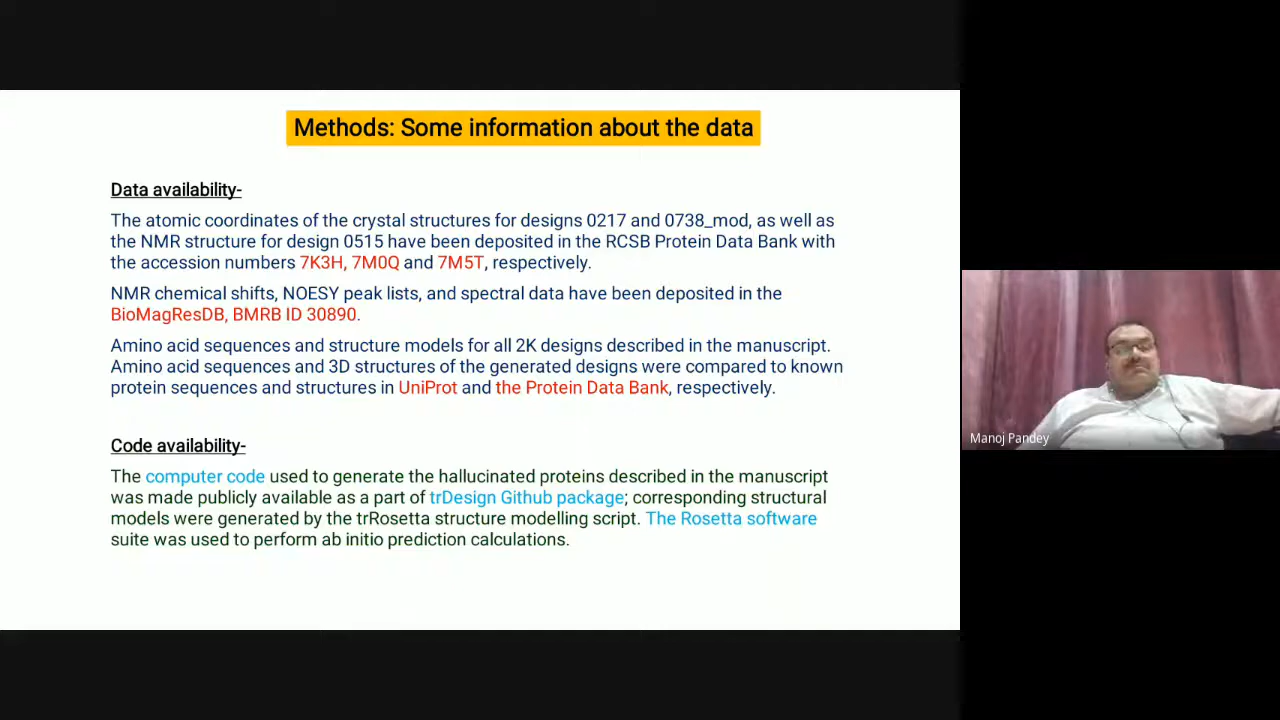 Methods: Some information about the data
Data availability-
The atomic coordinates of the crystal structures for designs 0217 and 0738_mod, as well as
the NMR structure for design 0515 have been deposited in the RCSB Protein Data Bank with
the accession numbers 7K3H, 7M0Q and 7M5T, respectively.
NMR chemical shifts, NOESY peak lists, and spectral data have been deposited in the
BioMagResDB, BMRB ID 30890.
Amino acid sequences and structure models for all 2K designs described in the manuscript.
Amino acid sequences and 3D structures of the generated designs were compared to known
protein sequences and structures in UniProt and the Protein Data Bank, respectively.
Code availability-
The computer code used to generate the hallucinated proteins described in the manuscript
was made publicly available as a part of trDesign Github package; corresponding structural
models were generated by the trRosetta structure modelling script. The Rosetta software
suite was used to perform ab initio prediction calculations.
Manoj Pandey